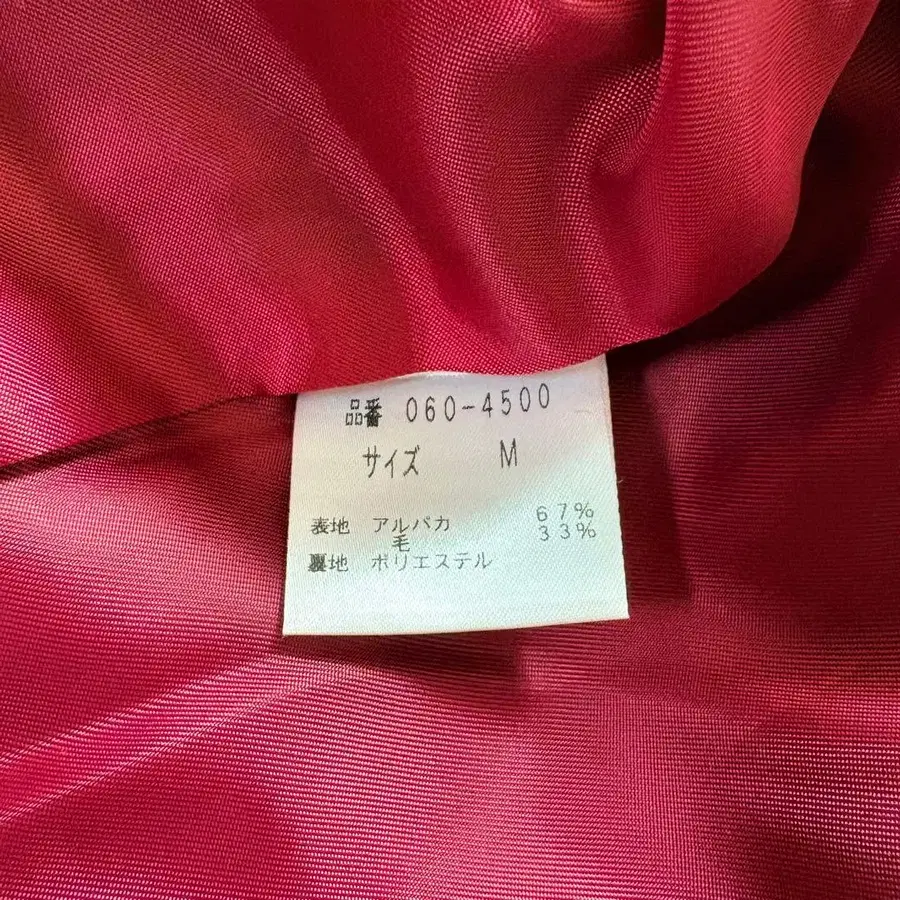 品番 060-4500
サイズ M
表地 アルパカ 67%
毛 33%
裏地 ポリエステル